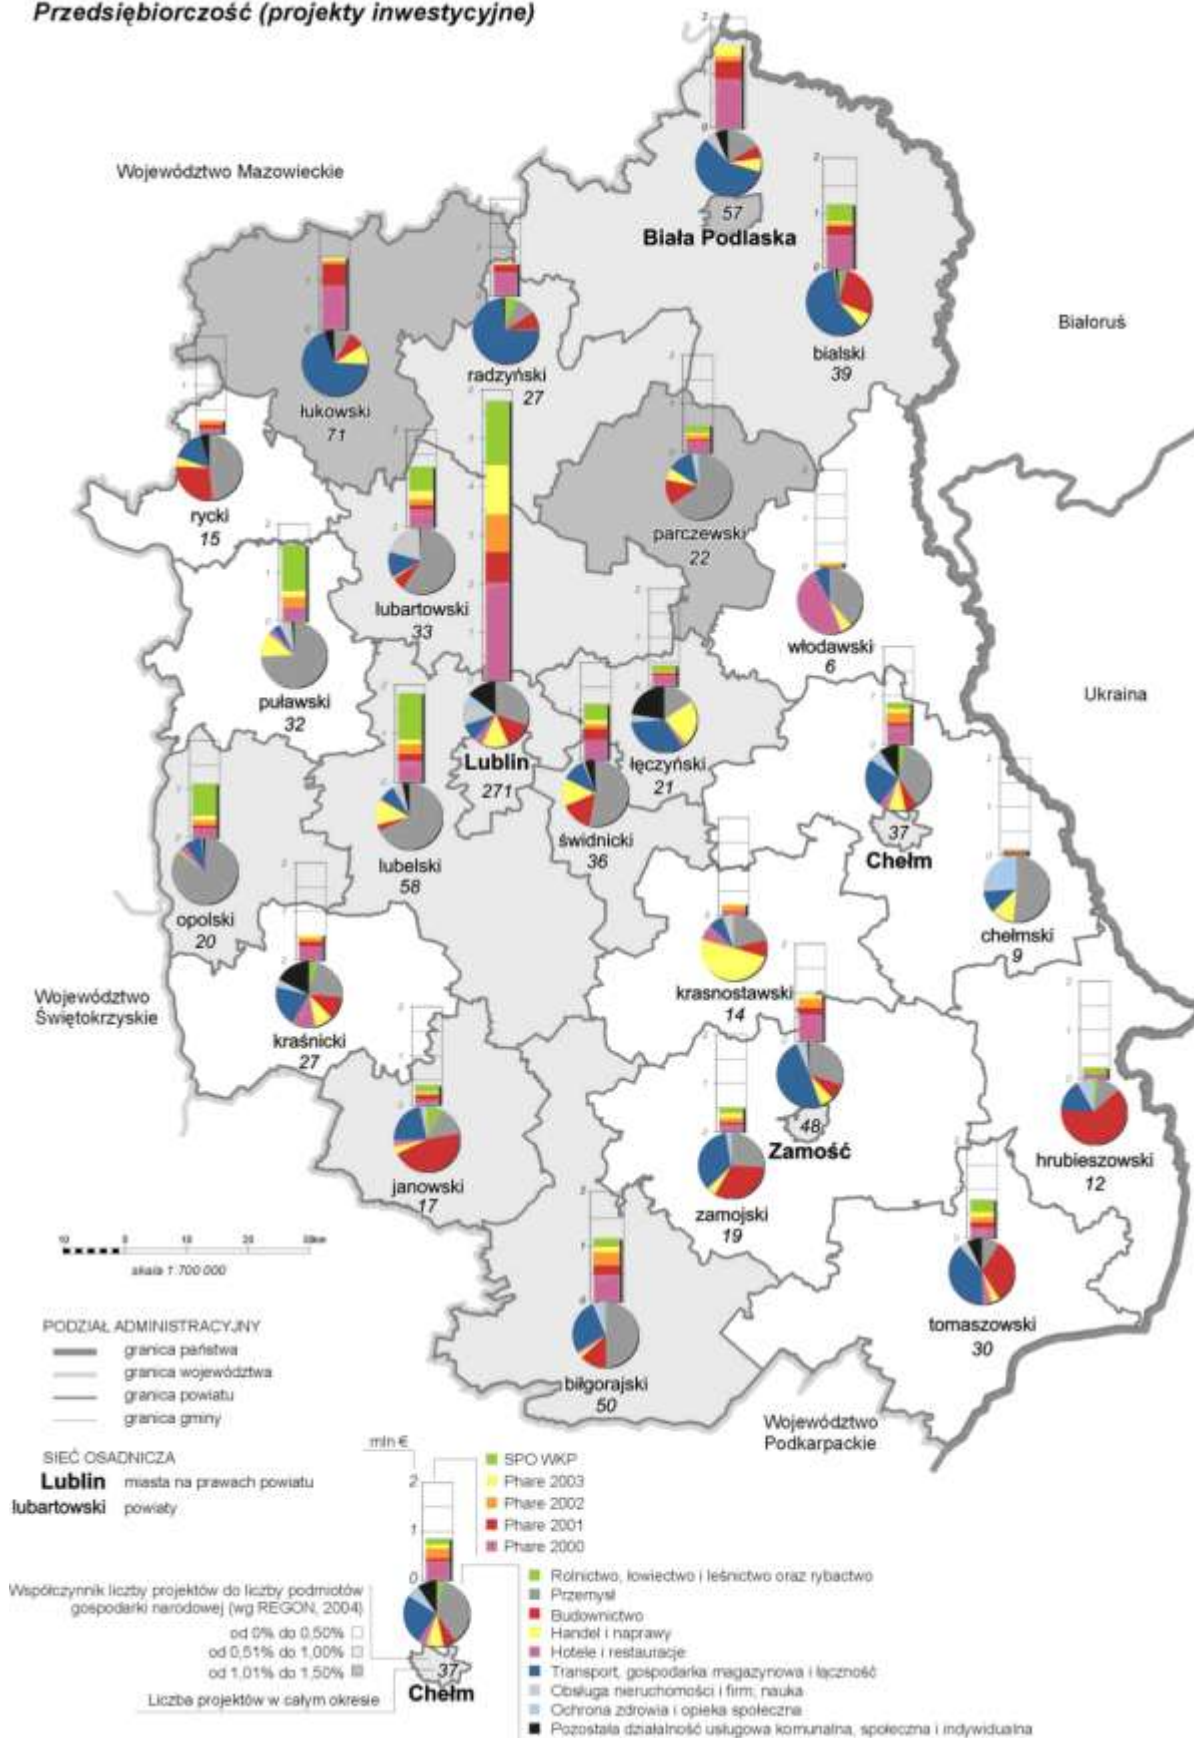 Przedsiębiorczość (projekty inwestycyjne)
Województwo Mazowieckie
57
Biała Podlaska
bialski
39
Białoruś
radzyński
27
łukowski
71
rycki
15
parczewski
22
lubartowski
33
włodawski
6
puławski
32
Ukraina
Lublin
271
łęczyński
21
świdnicki
36
lubelski
58
37
Chełm
opolski
20
chełmski
9
krasnostawski
14
Województwo
Świętokrzyskie
kraśnicki
27
48
Zamość
hrubieszowski
12
janowski
17
zamojski
19
tomaszowski
30
biłgorajski
50
Województwo
Podkarpackie
10 0 10 20 30km
skala 1:700 000
PODZIAŁ ADMINISTRACYJNY
granica państwa
granica województwa
granica powiatu
granica gminy
SIEĆ OSADNICZA
Lublin miasta na prawach powiatu
lubartowski powiaty
mln €
2
1
0
SPO WKP
Phare 2003
Phare 2002
Phare 2001
Phare 2000
Współczynnik liczby projektów do liczby podmiotów
gospodarki narodowej (wg REGON, 2004)
od 0% do 0,50%
od 0,51% do 1,00%
od 1,01% do 1,50%
Liczba projektów w całym okresie
37
Chełm
Rolnictwo, łowiectwo i leśnictwo oraz rybactwo
Przemysł
Budownictwo
Handel i naprawy
Hotele i restauracje
Transport, gospodarka magazynowa i łączność
Obsługa nieruchomości i firm; nauka
Ochrona zdrowia i opieka społeczna
Pozostała działalność usługowa komunalna, społeczna i indywidualna